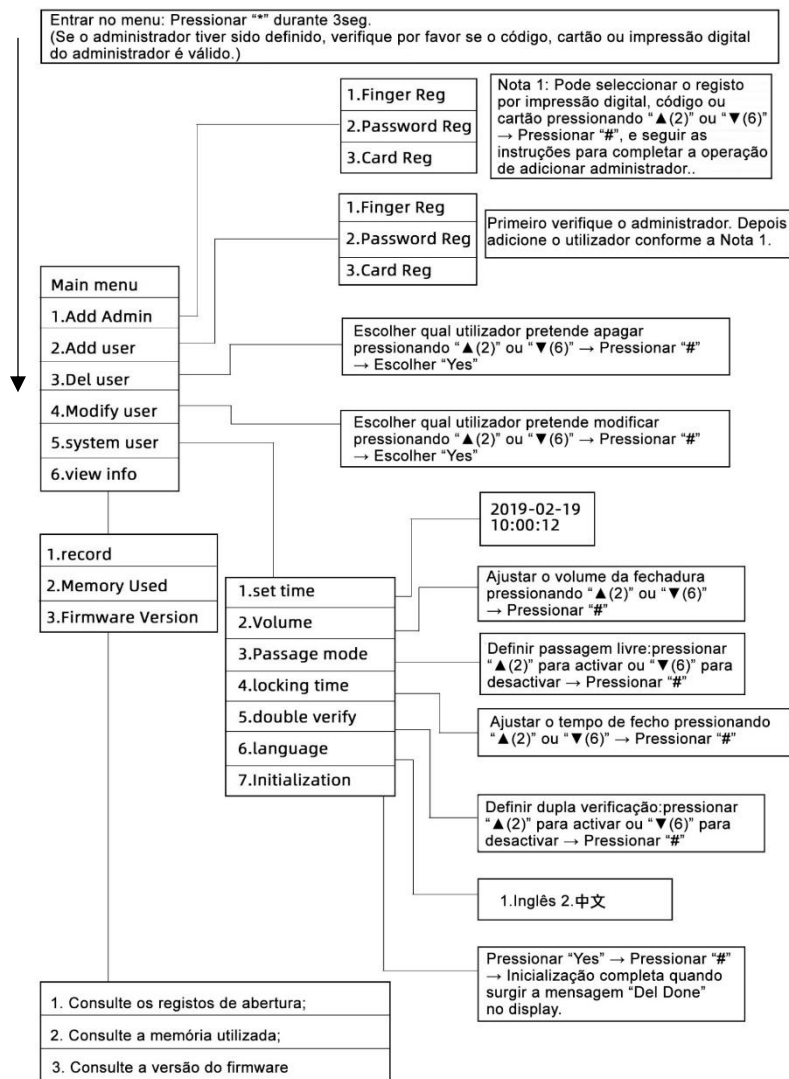 Entrar no menu: Pressionar “*” durante 3seg.
(Se o administrador tiver sido definido, verifique por favor se o código, cartão ou impressão digital
do administrador é válido.)
1.Finger Reg
2.Password Reg
3.Card Reg
Nota 1: Pode seleccionar o registo
por impressão digital, código ou
cartão pressionando “▲(2)” ou “▼(6)”
→ Pressionar “#”, e seguir as
instruções para completar a operação
de adicionar administrador..
1.Finger Reg
2.Password Reg
3.Card Reg
Primeiro verifique o administrador. Depois
adicione o utilizador conforme a Nota 1.
Main menu
1.Add Admin
2.Add user
3.Del user
4.Modify user
5.system user
6.view info
Escolher qual utilizador pretende apagar
pressionando “▲(2)” ou “▼(6)” → Pressionar “#”
→ Escolher “Yes”
Escolher qual utilizador pretende modificar
pressionando “▲(2)” ou “▼(6)” → Pressionar “#”
→ Escolher “Yes”
1.record
2.Memory Used
3.Firmware Version
1.set time
2.Volume
3.Passage mode
4.locking time
5.double verify
6.language
7.Initialization
2019-02-19
10:00:12
Ajustar o volume da fechadura
pressionando “▲(2)” ou “▼(6)”
→ Pressionar “#”
Definir passagem livre:pressionar
“▲(2)” para activar ou “▼(6)” para
desactivar → Pressionar “#”
Ajustar o tempo de fecho pressionando
“▲(2)” ou “▼(6)” → Pressionar “#”
Definir dupla verificação:pressionar
“▲(2)” para activar ou “▼(6)” para
desactivar → Pressionar “#”
1.Inglês 2.中文
Pressionar “Yes” → Pressionar “#”
→ Inicialização completa quando
surgir a mensagem “Del Done”
no display.
1. Consulte os registos de abertura;
2. Consulte a memória utilizada;
3. Consulte a versão do firmware